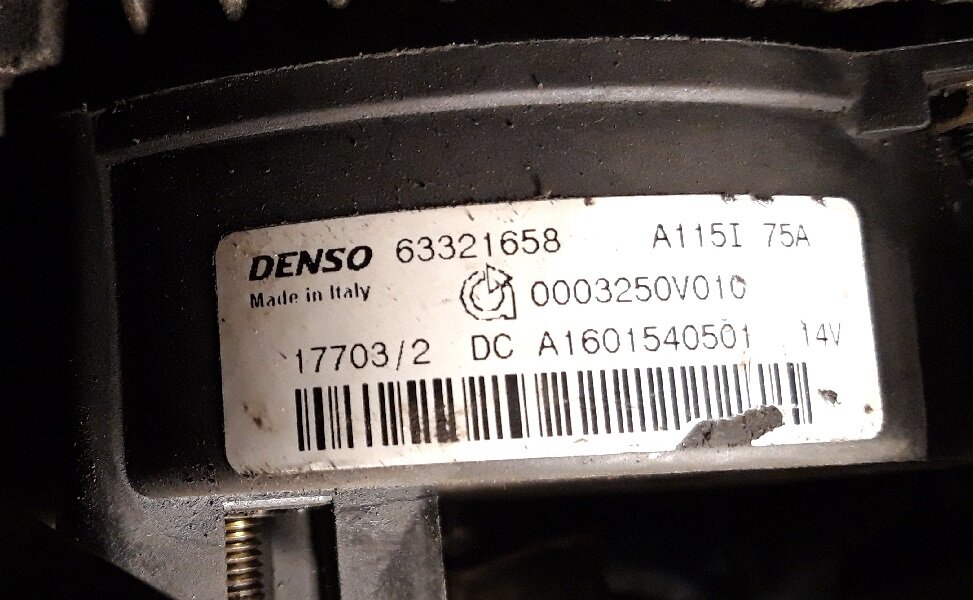 DENSO 63321658 A115I 75A
Made in Italy 0003250V010
17703/2 DC A1601540501 14V